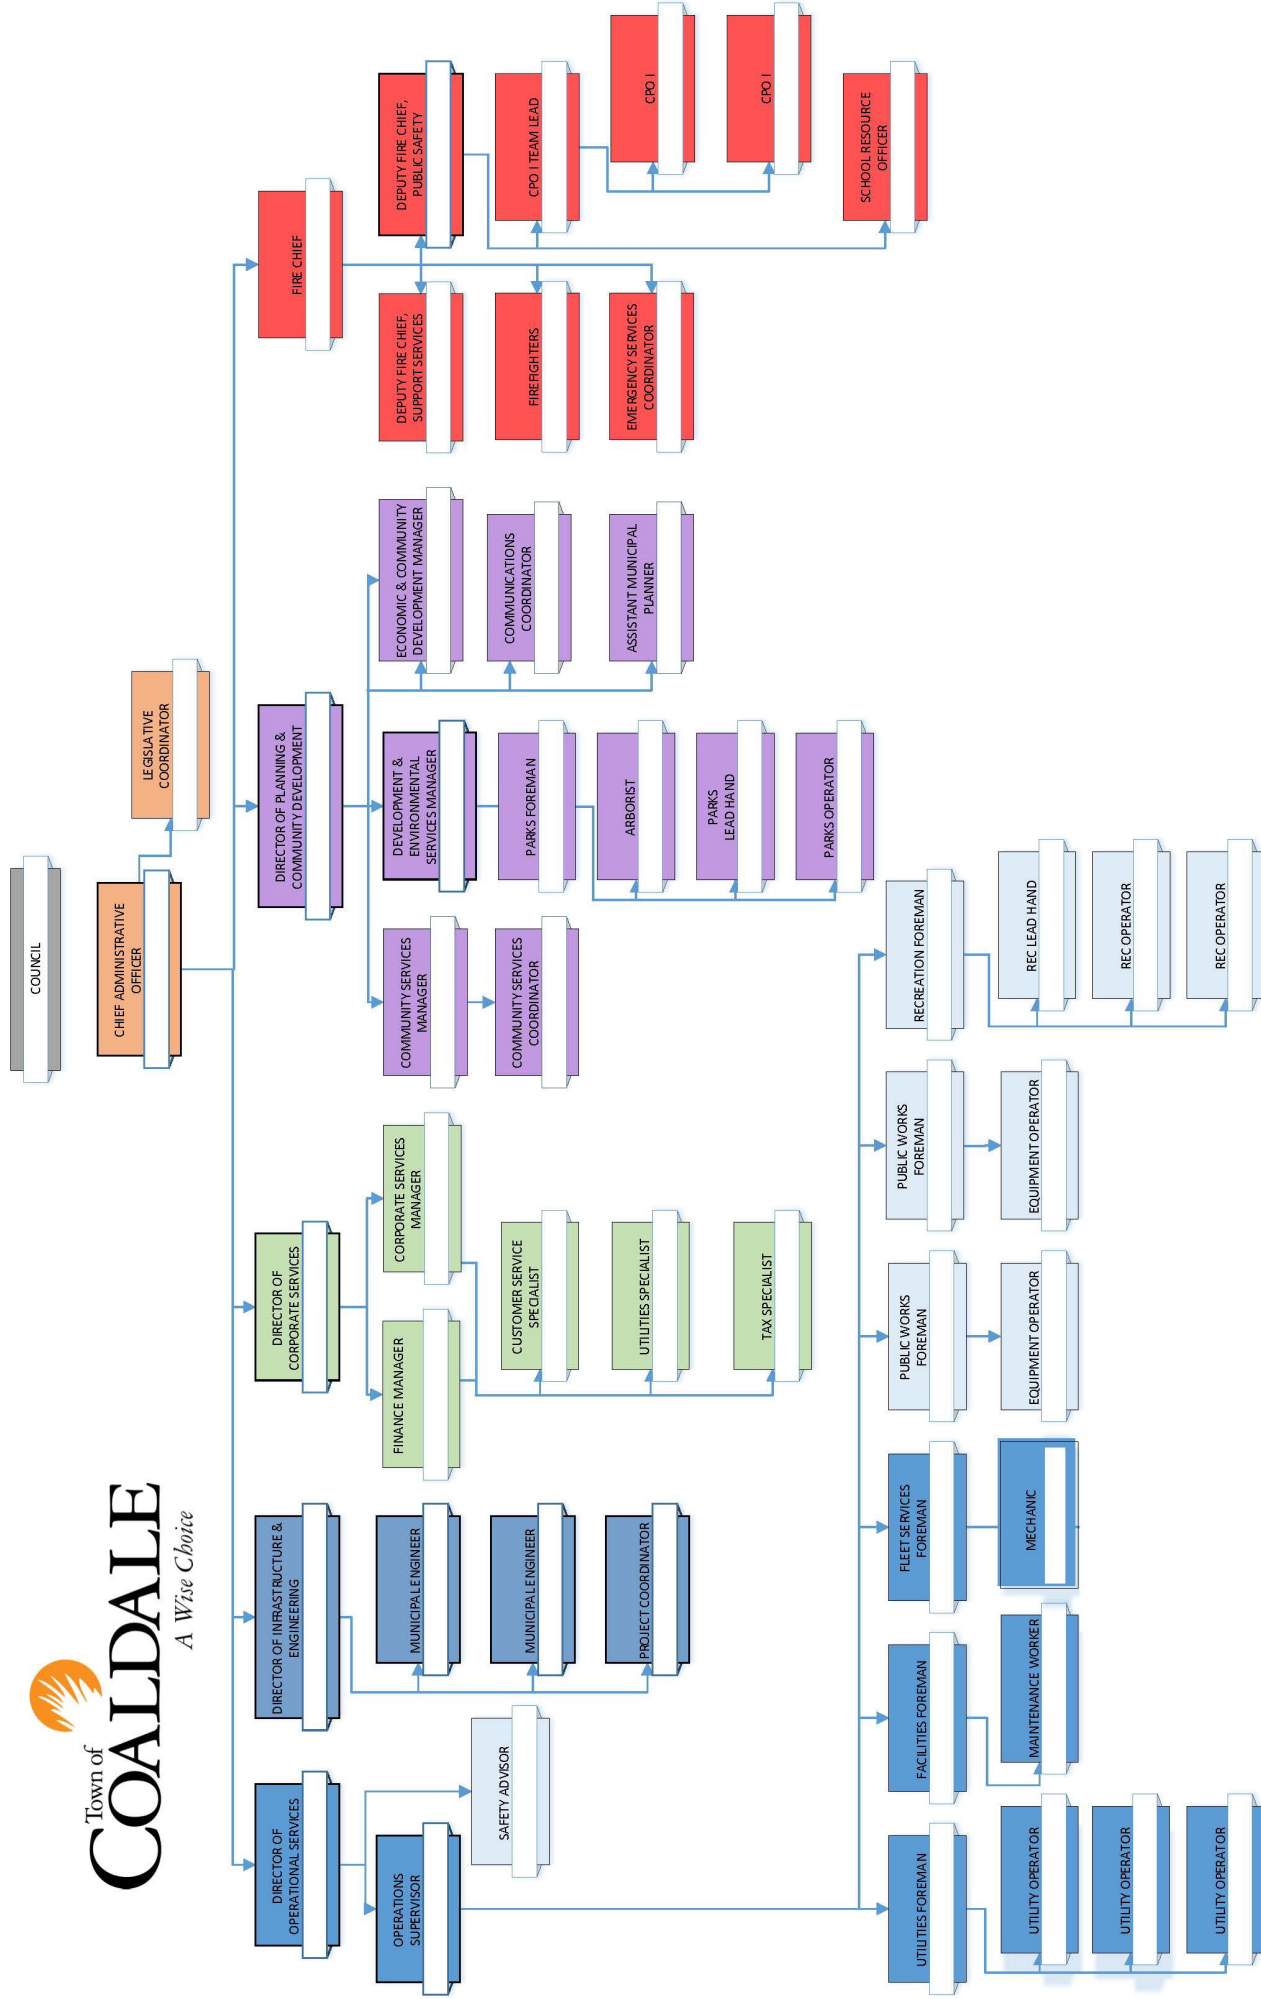 Town of
COALDALE
A Wise Choice
COUNCIL
CHIEF ADMINISTRATIVE
OFFICER
LEGISLATIVE
COORDINATOR
DIRECTOR OF
OPERATIONAL SERVICES
DIRECTOR OF INFRASTRUCTURE &
ENGINEERING
DIRECTOR OF
CORPORATE SERVICES
DIRECTOR OF PLANNING &
COMMUNITY DEVELOPMENT
FIRE CHIEF
OPERATIONS
SUPERVISOR
SAFETY ADVISOR
MUNICIPAL ENGINEER
MUNICIPAL ENGINEER
PROJECT COORDINATOR
FINANCE MANAGER
CORPORATE SERVICES
MANAGER
CUSTOMER SERVICE
SPECIALIST
UTILITIES SPECIALIST
TAX SPECIALIST
COMMUNITY SERVICES
MANAGER
COMMUNITY SERVICES
COORDINATOR
DEVELOPMENT &
ENVIRONMENTAL
SERVICES MANAGER
PARKS FOREMAN
ARBORIST
PARKS
LEAD HAND
PARKS OPERATOR
ECONOMIC & COMMUNITY
DEVELOPMENT MANAGER
COMMUNICATIONS
COORDINATOR
ASSISTANT MUNICIPAL
PLANNER
DEPUTY FIRE CHIEF,
SUPPORT SERVICES
FIREFIGHTERS
EMERGENCY SERVICES
COORDINATOR
DEPUTY FIRE CHIEF,
PUBLIC SAFETY
CPO I TEAM LEAD
CPO I
CPO I
SCHOOL RESOURCE
OFFICER
UTILITIES FOREMAN
UTILITY OPERATOR
UTILITY OPERATOR
UTILITY OPERATOR
FACILITIES FOREMAN
MAINTENANCE WORKER
FLEET SERVICES
FOREMAN
MECHANIC
PUBLIC WORKS
FOREMAN
EQUIPMENT OPERATOR
PUBLIC WORKS
FOREMAN
EQUIPMENT OPERATOR
RECREATION FOREMAN
REC LEAD HAND
REC OPERATOR
REC OPERATOR